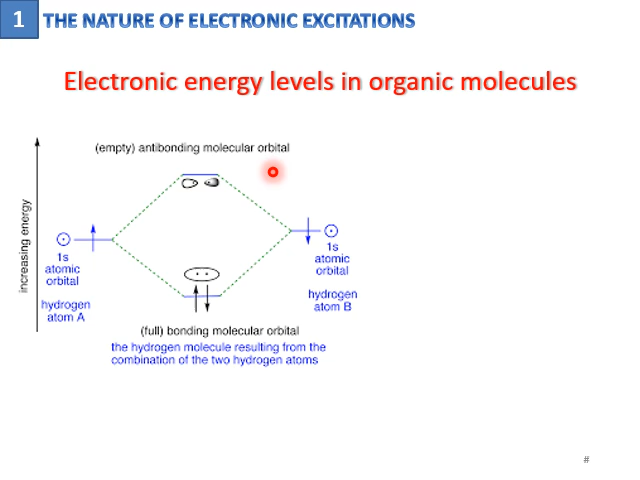 1 THE NATURE OF ELECTRONIC EXCITATIONS
Electronic energy levels in organic molecules
(empty) antibonding molecular orbital
increasing energy
1s
atomic
orbital
hydrogen
atom A
1s
atomic
orbital
hydrogen
atom B
(full) bonding molecular orbital
the hydrogen molecule resulting from the
combination of the two hydrogen atoms
#